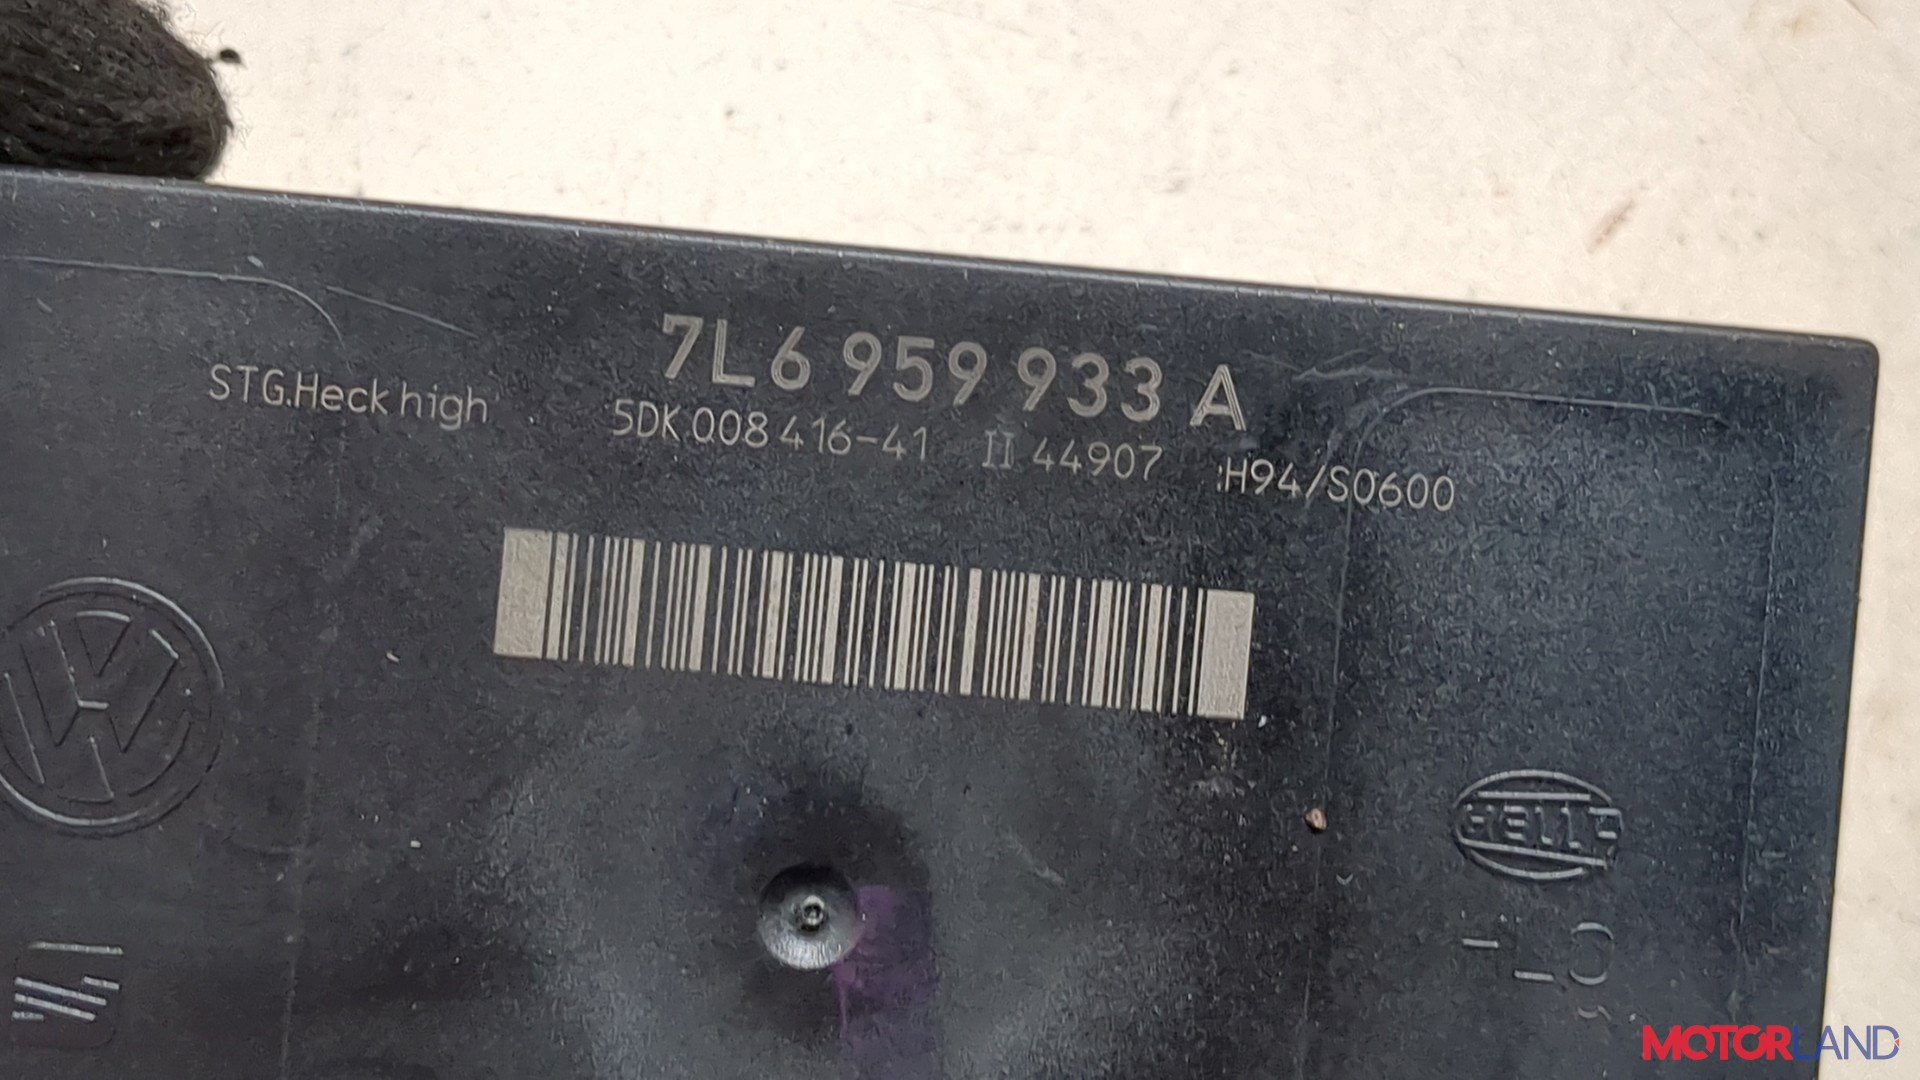 7L6 959 933 A
STG.Heck high
5DK 008 416-41 II 44907 :H94/S0600
HELLA
MOTORLAND